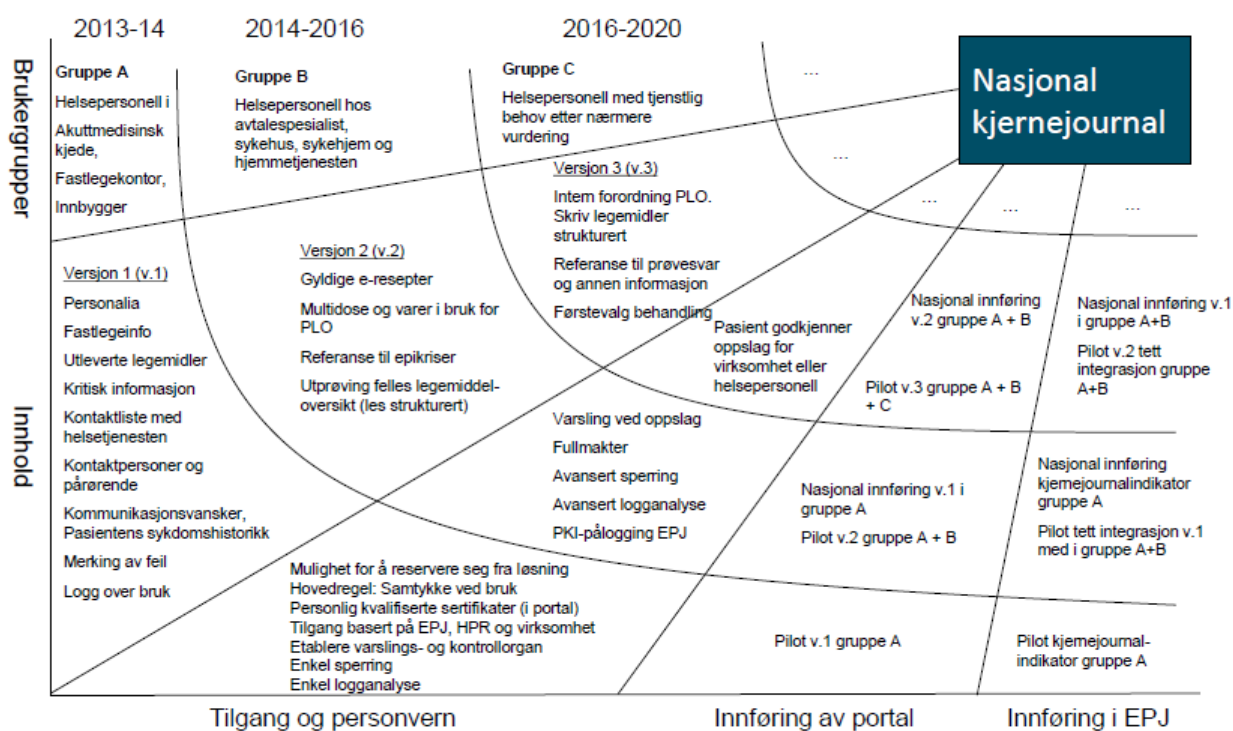 2013-14
2014-2016
2016-2020
Brukergrupper
Gruppe A
Helsepersonell i
Akuttmedisinsk
kjede,
Fastlegekontor,
Innbygger
Gruppe B
Helsepersonell hos
avtalespesialist,
sykehus, sykehjem og
hjemmetjenesten
Gruppe C
Helsepersonell med tjenstlig
behov etter nærmere
vurdering
...
...
...
...
...
Nasjonal
kjernejournal
Innhold
Versjon 1 (v.1)
Personalia
Fastlegeinfo
Utleverte legemidler
Kritisk informasjon
Kontaktliste med
helsetjenesten
Kontaktpersoner og
pårørende
Kommunikasjonsvansker,
Pasientens sykdomshistorikk
Merking av feil
Logg over bruk
Versjon 2 (v.2)
Gyldige e-resepter
Multidose og varer i bruk for
PLO
Referanse til epikriser
Utprøving felles legemiddel-
oversikt (les strukturert)
Versjon 3 (v.3)
Intern forordning PLO.
Skriv legemidler
strukturert
Referanse til prøvesvar
og annen informasjon
Førstevalg behandling
Mulighet for å reservere seg fra løsning
Hovedregel: Samtykke ved bruk
Personlig kvalifiserte sertifikater (i portal)
Tilgang basert på EPJ, HPR og virksomhet
Etablere varslings- og kontrollorgan
Enkel sperring
Enkel logganalyse
Varsling ved oppslag
Fullmakter
Avansert sperring
Avansert logganalyse
PKI-pålogging EPJ
Pasient godkjenner
oppslag for
virksomhet eller
helsepersonell
Pilot v.1 gruppe A
Nasjonal innføring v.1 i
gruppe A
Pilot v.2 gruppe A + B
Nasjonal innføring
v.2 gruppe A + B
Pilot v.3 gruppe A + B
+ C
Pilot kjernejournal-
indikator gruppe A
Nasjonal innføring
kjernejournalindikator
gruppe A
Pilot tett integrasjon v.1
med i gruppe A+B
Nasjonal innføring v.1
i gruppe A+B
Pilot v.2 tett
integrasjon gruppe
A+B
Tilgang og personvern
Innføring av portal
Innføring i EPJ